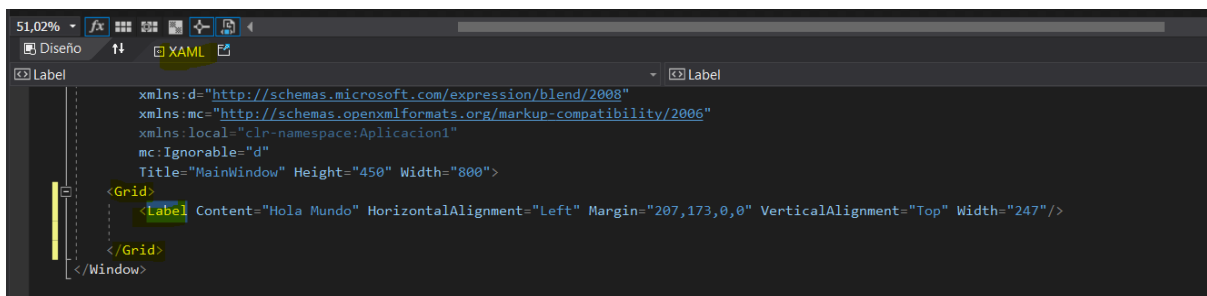 51,02%
fx
Diseño
XAML
Label
Label
xmlns:d="http://schemas.microsoft.com/expression/blend/2008"
xmlns:mc="http://schemas.openxmlformats.org/markup-compatibility/2006"
xmlns:local="clr-namespace:Aplicacion1"
mc:Ignorable="d"
Title="MainWindow" Height="450" Width="800">
<Grid>
<Label Content="Hola Mundo" HorizontalAlignment="Left" Margin="207,173,0,0" VerticalAlignment="Top" Width="247"/>
</Grid>
</Window>